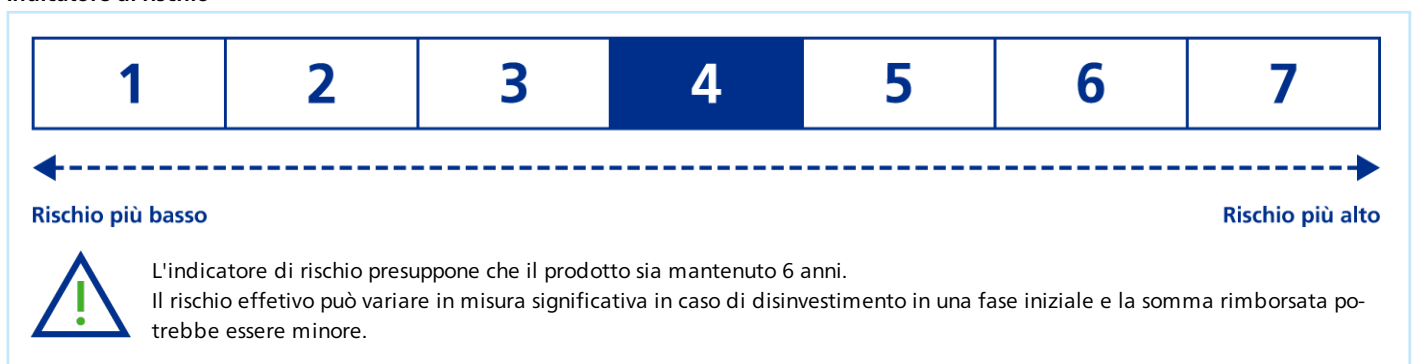 1 2 3 4 5 6 7
Rischio più basso Rischio più alto
L'indicatore di rischio presuppone che il prodotto sia mantenuto 6 anni.
Il rischio effetivo può variare in misura significativa in caso di disinvestimento in una fase iniziale e la somma rimborsata po-
trebbe essere minore.